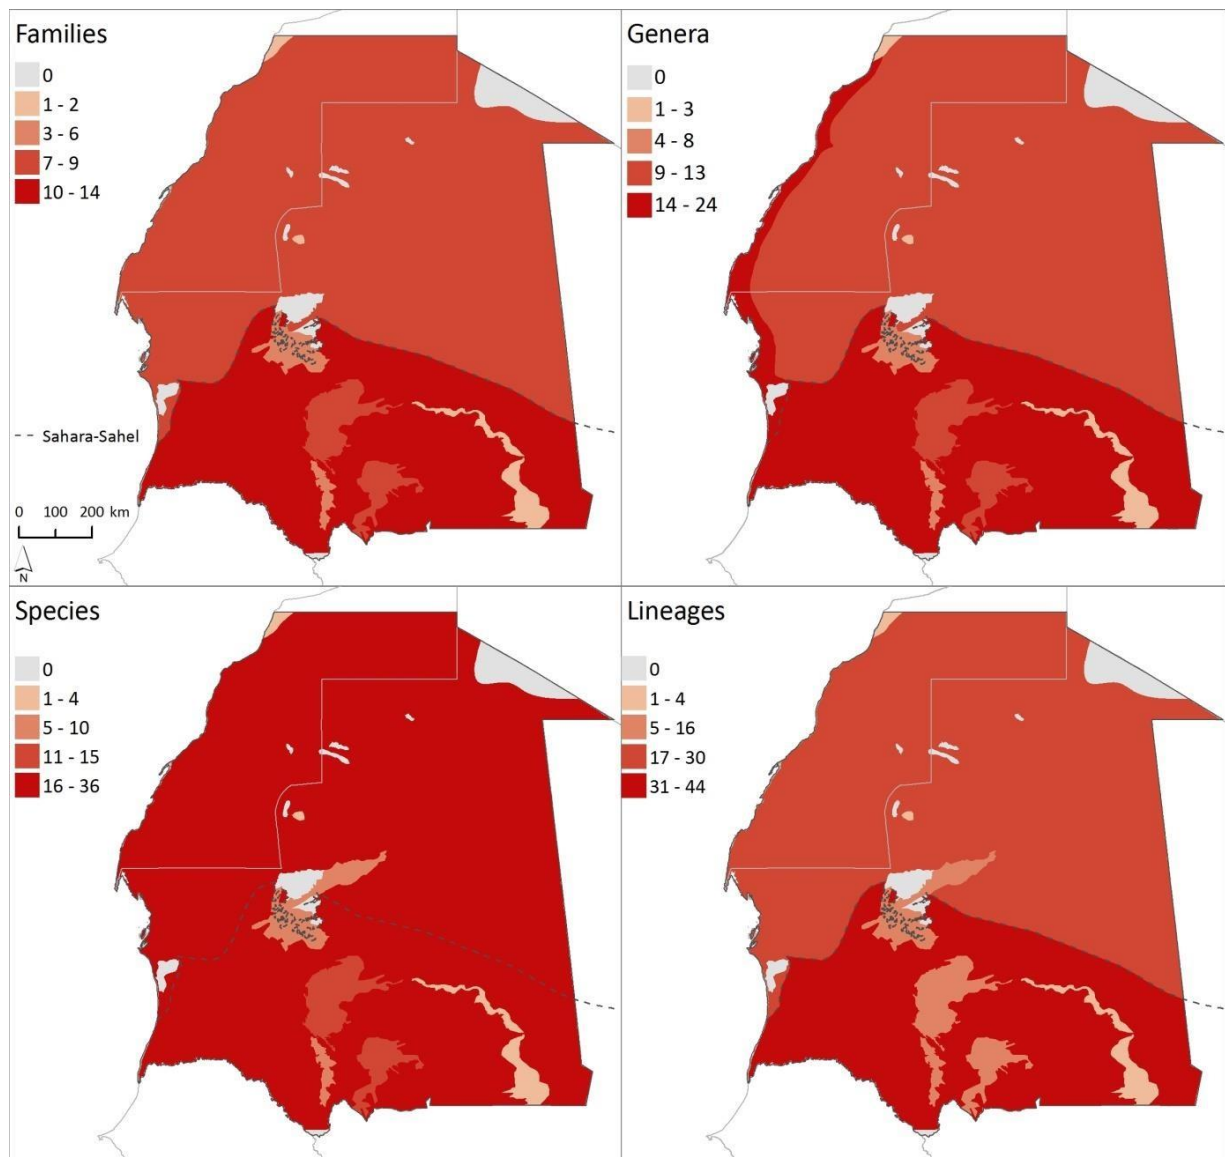 Families
0
1 - 2
3 - 6
7 - 9
10 - 14
Sahara-Sahel
0 100 200 km
N
Genera
0
1 - 3
4 - 8
9 - 13
14 - 24
Species
0
1 - 4
5 - 10
11 - 15
16 - 36
Lineages
0
1 - 4
5 - 16
17 - 30
31 - 44